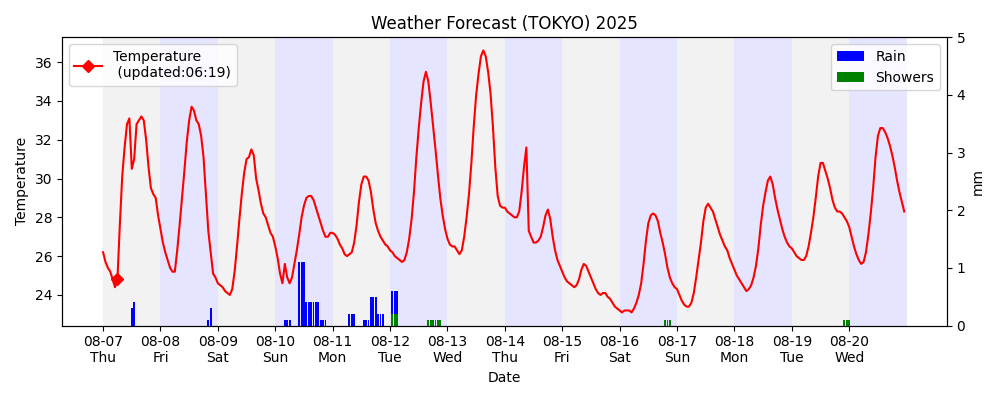 Weather Forecast (TOKYO) 2025
Temperature
(updated:06:19)
Rain
Showers
Temperature
36
34
32
30
28
26
24
5
4
3
2
1
0
mm
08-07 08-08 08-09 08-10 08-11 08-12 08-13 08-14 08-15 08-16 08-17 08-18 08-19 08-20
Thu Fri Sat Sun Mon Tue Wed Thu Fri Sat Sun Mon Tue Wed
Date